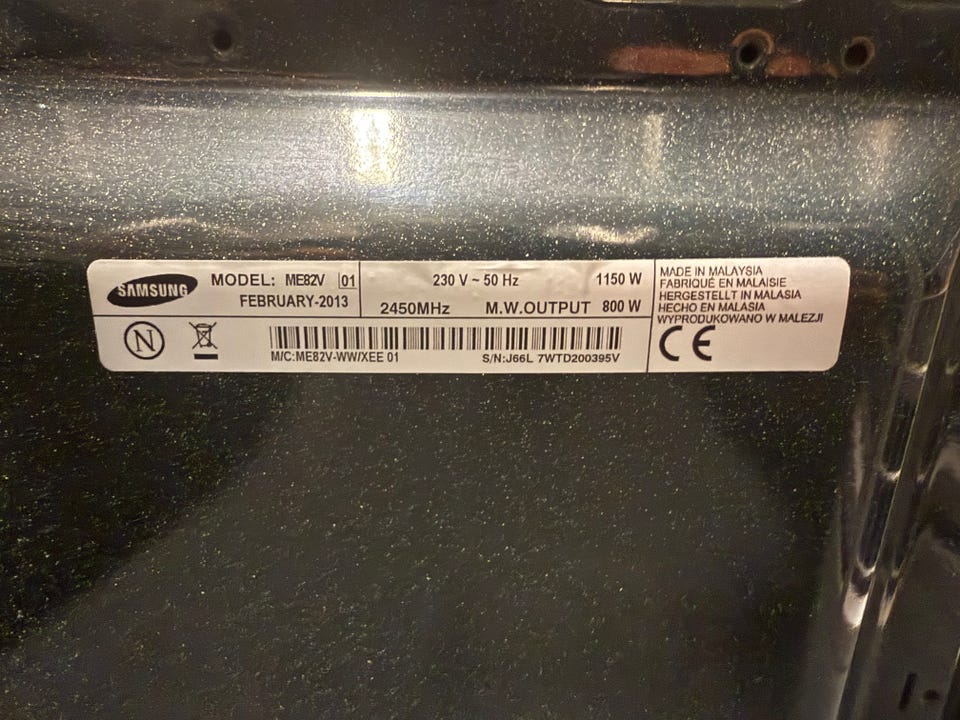 SAMSUNG
MODEL: ME82V 01
FEBRUARY-2013
230 V ~ 50 Hz 1150 W
2450MHz M.W.OUTPUT 800 W
N
M/C:ME82V-WW/XEE 01 S/N:J66L 7WTD200395V
MADE IN MALAYSIA
FABRIQUÉ EN MALAISIE
HERGESTELLT IN MALASIA
HECHO EN MALASIA
WYPRODUKOWANO W MALEZJI
CE